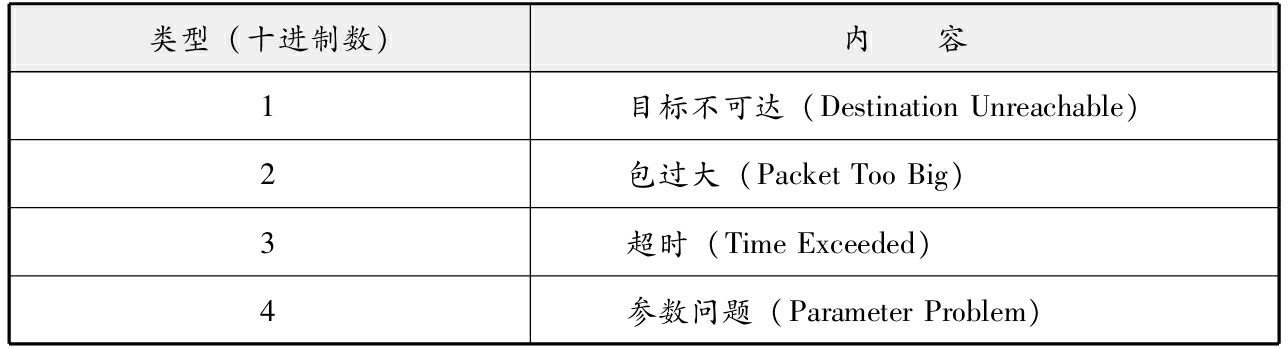 类型（十进制数） 内 容
1 目标不可达（Destination Unreachable）
2 包过大（Packet Too Big）
3 超时（Time Exceeded）
4 参数问题（Parameter Problem）